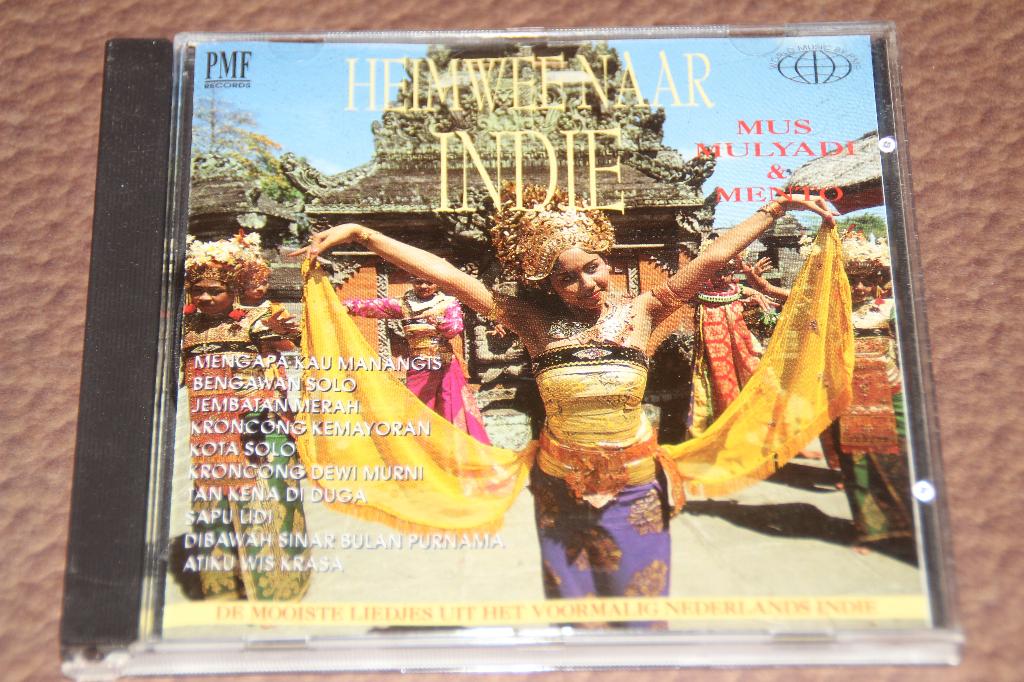 PMF
RECORDS
HEIMWEE NAAR
INDIE
WORLD MUSIC
MUS
MULYADI
&
MENTO
MENGAPA KAU MANANGIS
BENGAWAN SOLO
JEMBATAN MERAH
KRONCONG KEMAYORAN
KOTA SOLO
KRONCONG DEWI MURNI
TAN KENA DI DUGA
SAPU LIDI
DIBAWAH SINAR BULAN PURNAMA
ATIKU WIS KRASA
DE MOOISTE LIEDJES UIT HET VOORMALIG NEDERLANDS INDIE